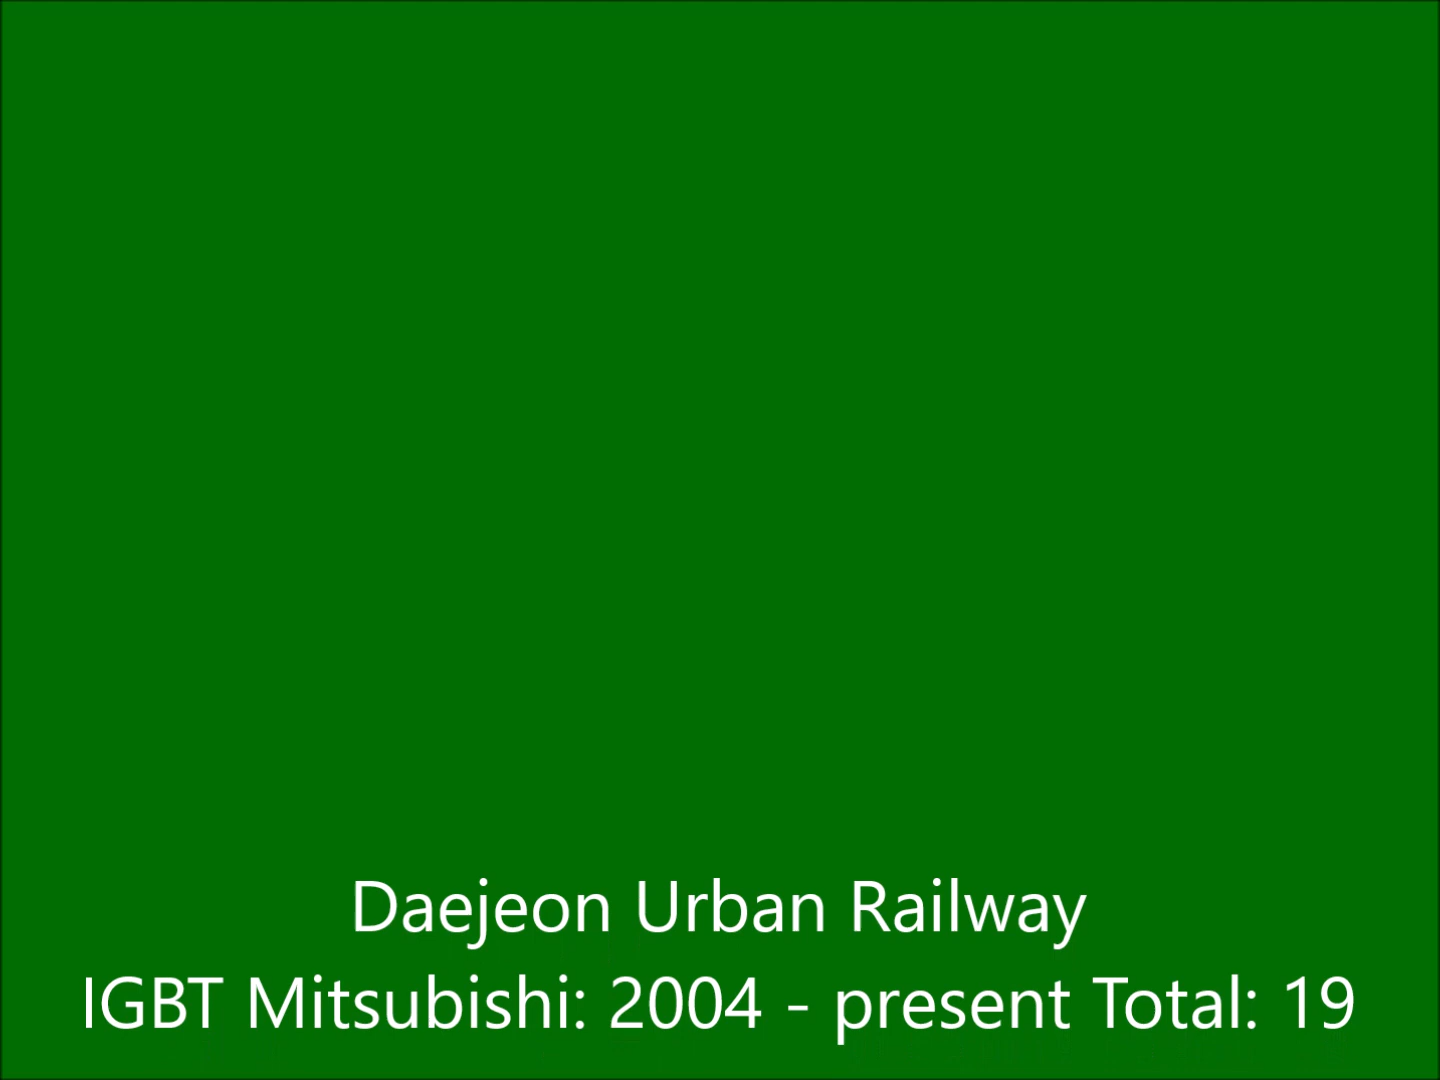 Daejeon Urban Railway
IGBT Mitsubishi: 2004 - present Total: 19